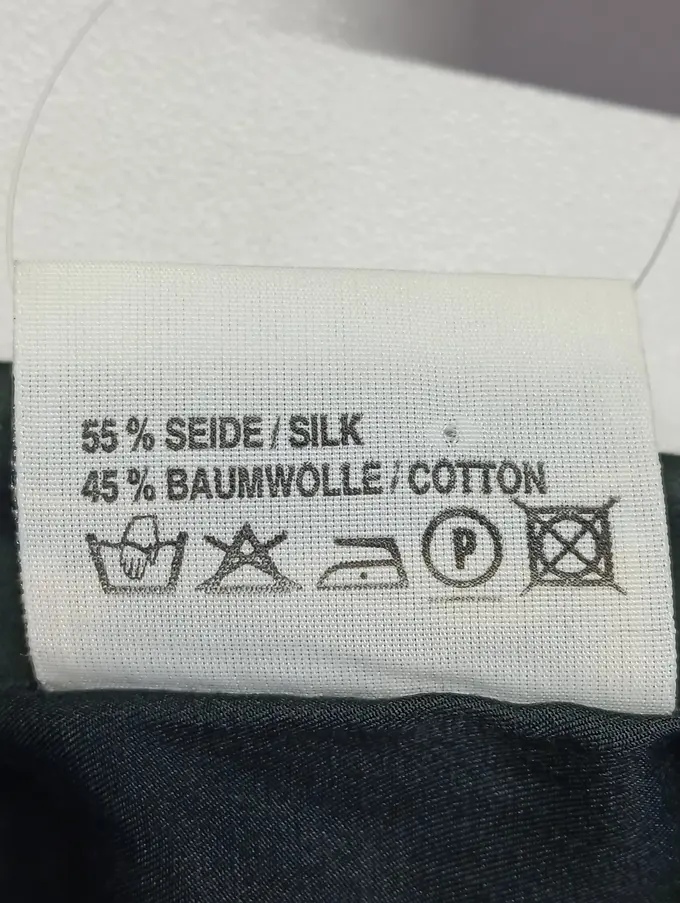 55 % SEIDE / SILK
45 % BAUMWOLLE / COTTON
P